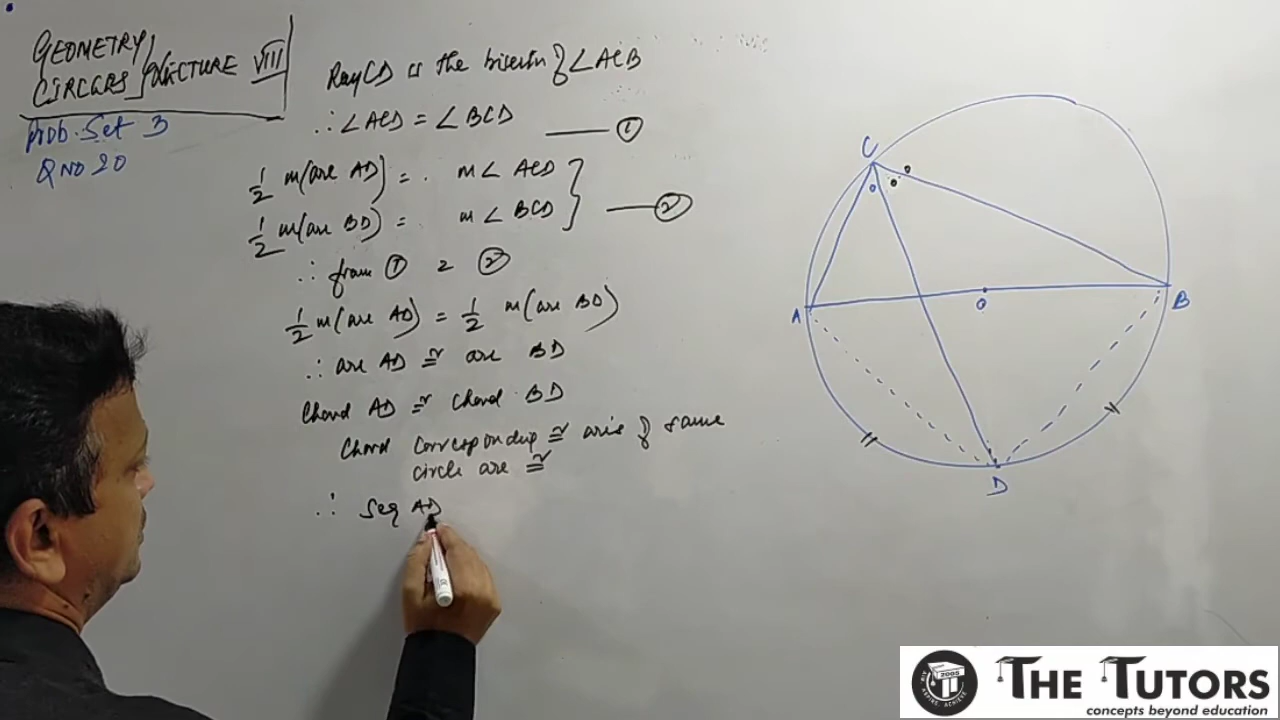 GEOMETRY
CIRCLES LECTURE VIII
Prob. Set 3
Q NO 20
Ray CD is the bisector of ∠ACB
∴ ∠ACD = ∠BCD —— ①
1/2 m(arc AD) = . m∠ ACD
1/2 m(arc BD) = . m∠ BCD —— ②
∴ from ① & ②
1/2 m(arc AD) = 1/2 m(arc BD)
∴ arc AD ≅ arc BD
Chord AD ≅ chord BD
Chord corresponding ≅ arcs of same
circle are ≅
∴ Seg AD
C
A
O
B
D
2005
THE TUTORS
concepts beyond education